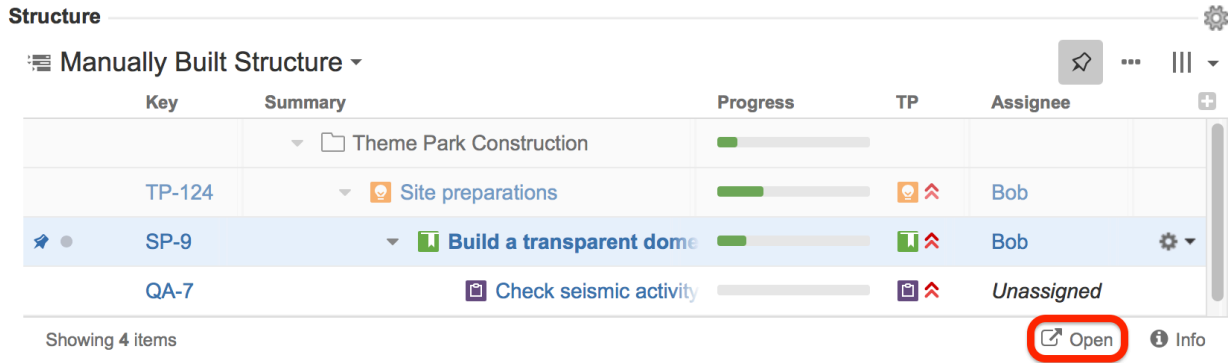 Structure
Manually Built Structure
Key Summary Progress TP Assignee
Theme Park Construction
TP-124 Site preparations Bob
SP-9 Build a transparent dome Bob
QA-7 Check seismic activity Unassigned
Showing 4 items Open Info